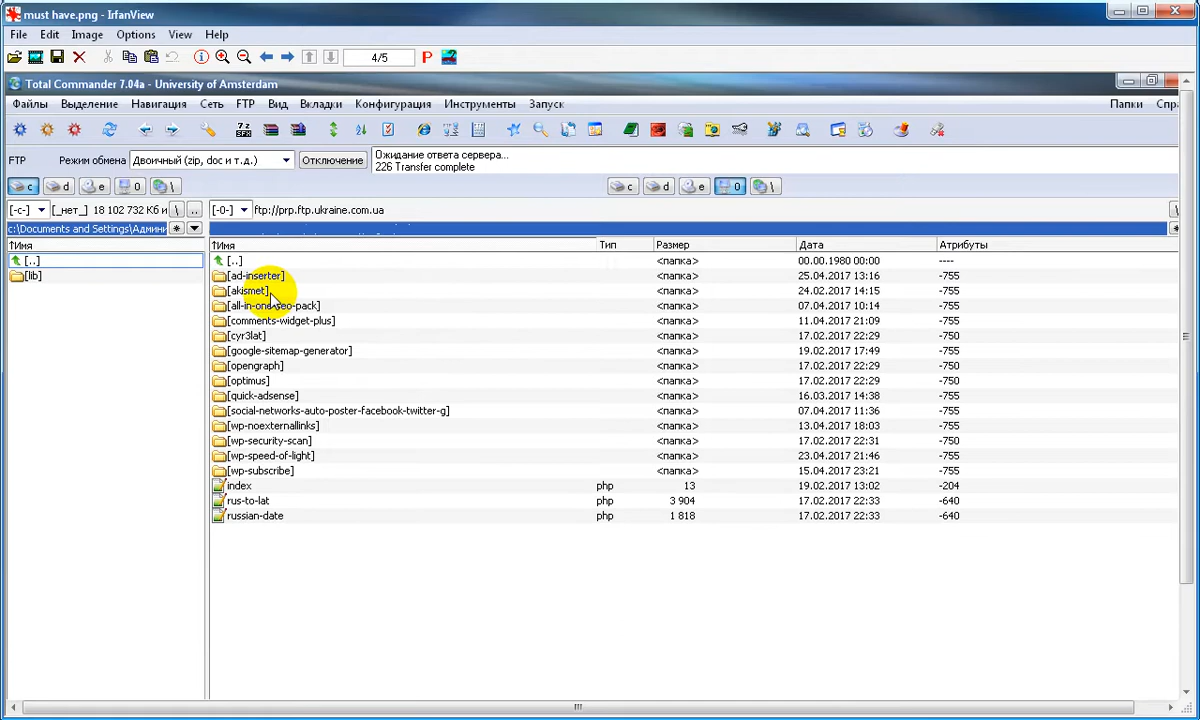 must have.png - IrfanView
File Edit Image Options View Help
4/5 P
Total Commander 7.04a - University of Amsterdam
Файлы Выделение Навигация Сеть FTP Вид Вкладки Конфигурация Инструменты Запуск Папки Спра
FTP Режим обмена Двоичный (zip, doc и т.д.) Отключение Ожидание ответа сервера...
226 Transfer complete
c d e 0 \ c d e 0 \
[-c-] [_нет_] 18 102 732 Кб и \ .. [-0-] ftp://prp.ftp.ukraine.com.ua \
c:\Documents and Settings\Админи *
↑Имя ↑Имя Тип Размер Дата Атрибуты
[..] [..] <папка> 00.00.1980 00:00 ----
[lib] [ad-inserter] <папка> 25.04.2017 13:16 -755
[akismet] <папка> 24.02.2017 14:15 -755
[all-in-one-seo-pack] <папка> 07.04.2017 10:14 -755
[comments-widget-plus] <папка> 11.04.2017 21:09 -755
[cyr3lat] <папка> 17.02.2017 22:29 -750
[google-sitemap-generator] <папка> 19.02.2017 17:49 -755
[opengraph] <папка> 17.02.2017 22:29 -750
[optimus] <папка> 17.02.2017 22:29 -750
[quick-adsense] <папка> 16.03.2017 14:38 -755
[social-networks-auto-poster-facebook-twitter-g] <папка> 07.04.2017 11:36 -755
[wp-noexternallinks] <папка> 13.04.2017 18:03 -755
[wp-security-scan] <папка> 17.02.2017 22:31 -750
[wp-speed-of-light] <папка> 23.04.2017 21:46 -755
[wp-subscribe] <папка> 15.04.2017 23:21 -755
index php 13 19.02.2017 13:02 -204
rus-to-lat php 3 904 17.02.2017 22:33 -640
russian-date php 1 818 17.02.2017 22:33 -640